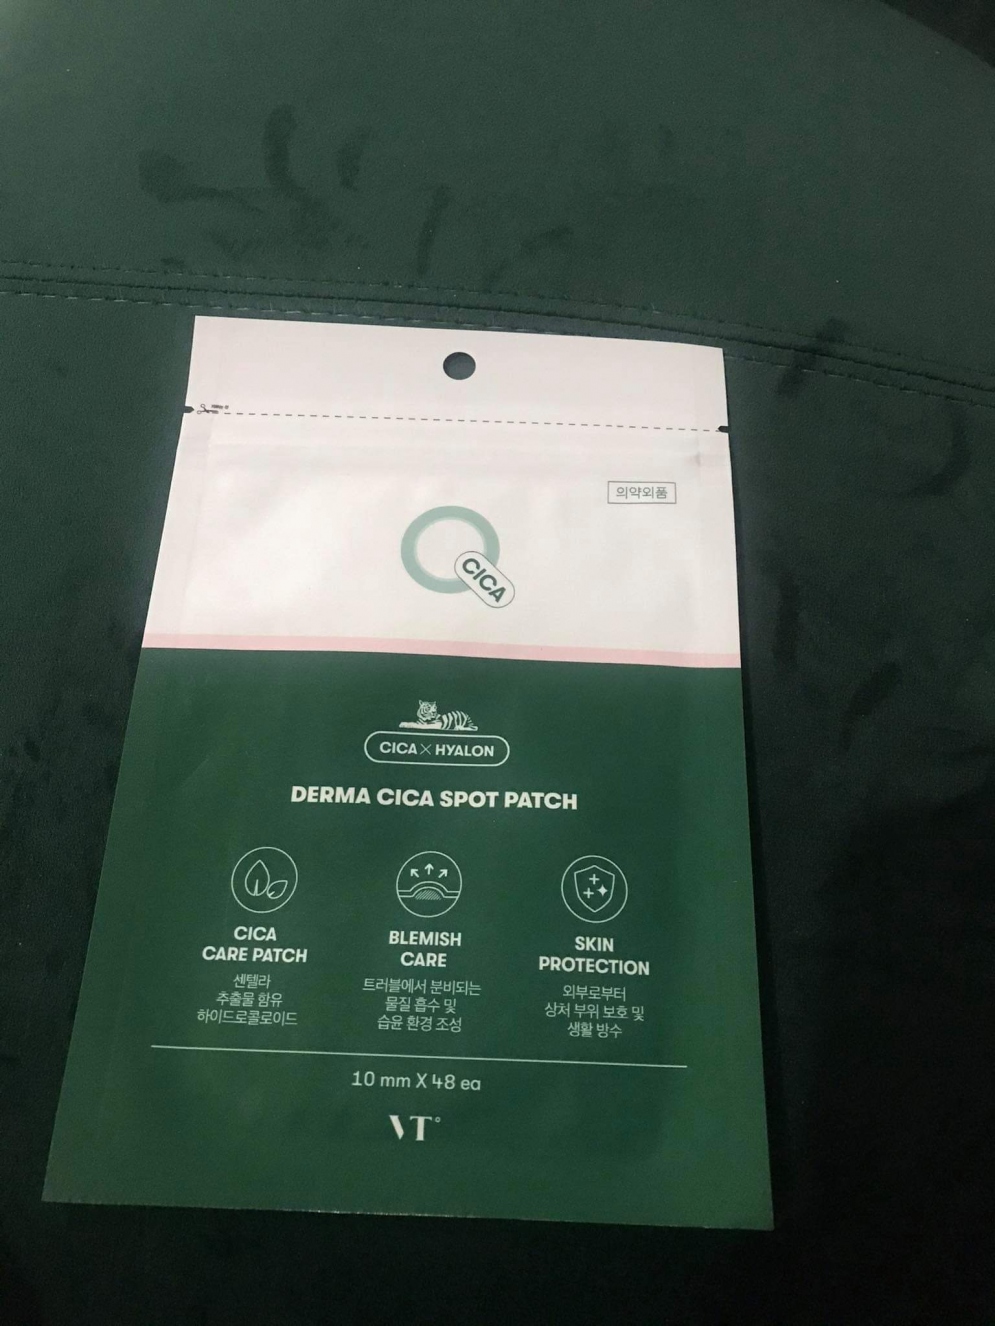 의약외품
CICA
CICA X HYALON
DERMA CICA SPOT PATCH
CICA
CARE PATCH
센텔라
추출물 함유
하이드로콜로이드
BLEMISH
CARE
트러블에서 분비되는
물질 흡수 및
습윤 환경 조성
SKIN
PROTECTION
외부로부터
상처 부위 보호 및
생활 방수
10 mm X 48 ea
VT